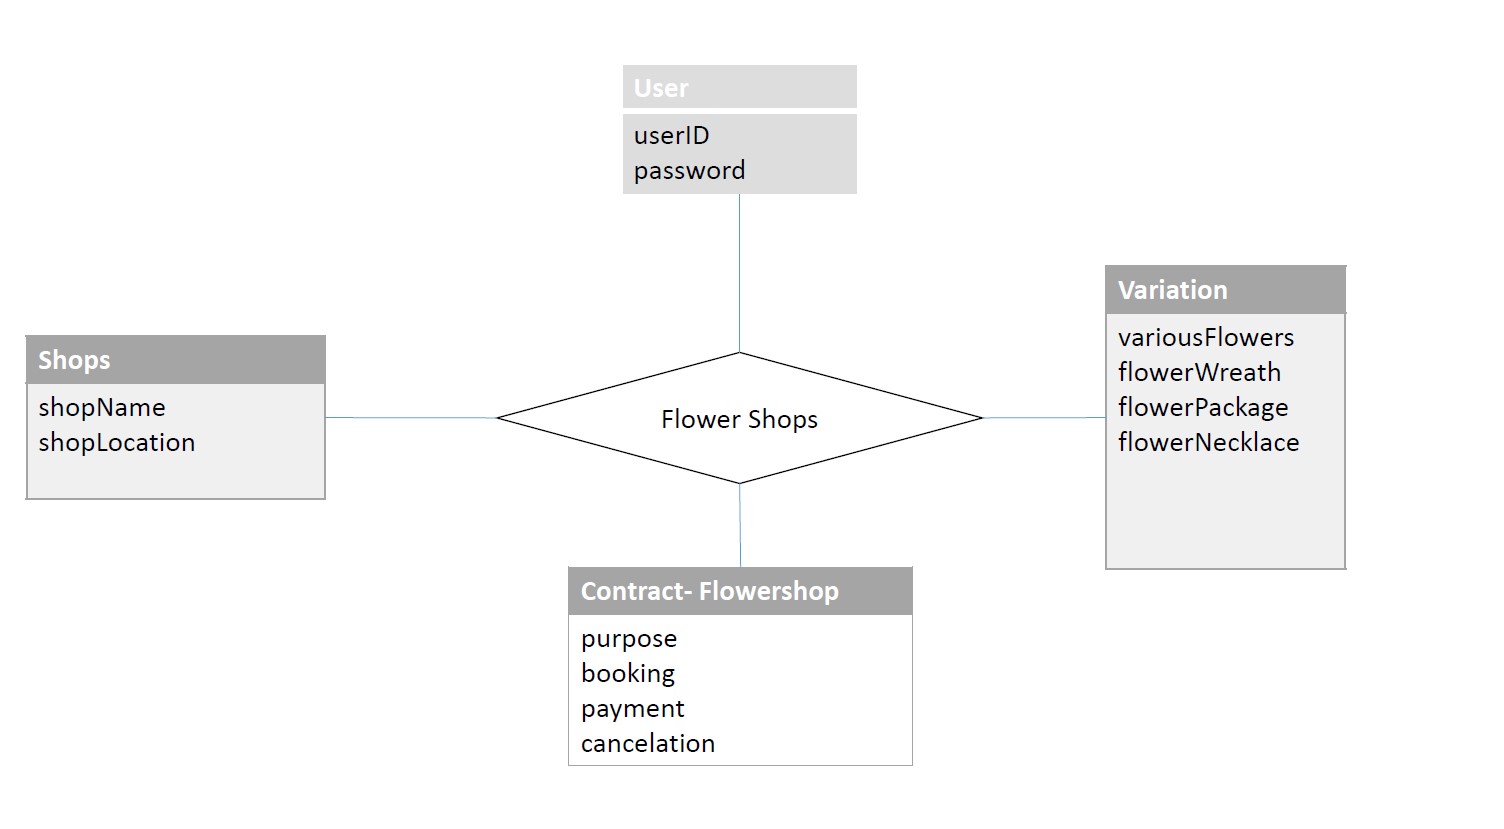 User
userID
password
Shops
shopName
shopLocation
Flower Shops
Variation
variousFlowers
flowerWreath
flowerPackage
flowerNecklace
Contract- Flowershop
purpose
booking
payment
cancelation